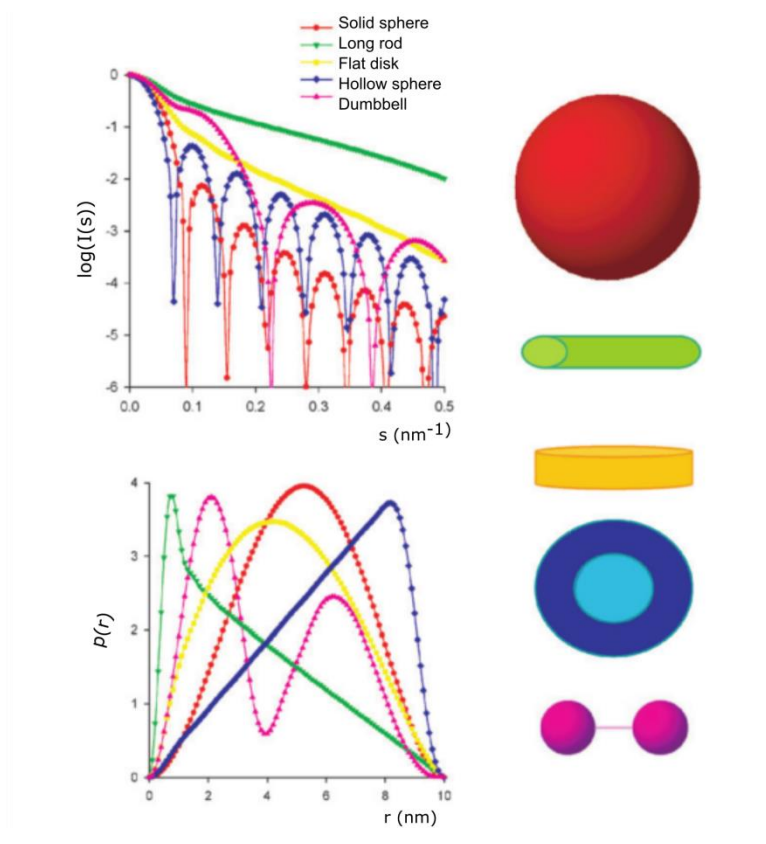 Solid sphere
Long rod
Flat disk
Hollow sphere
Dumbbell
0
-1
-2
-3
-4
-5
-6
log(I(s))
0.0 0.1 0.2 0.3 0.4 0.5
s (nm-1)
4
3
2
1
0
p(r)
0 2 4 6 8 10
r (nm)